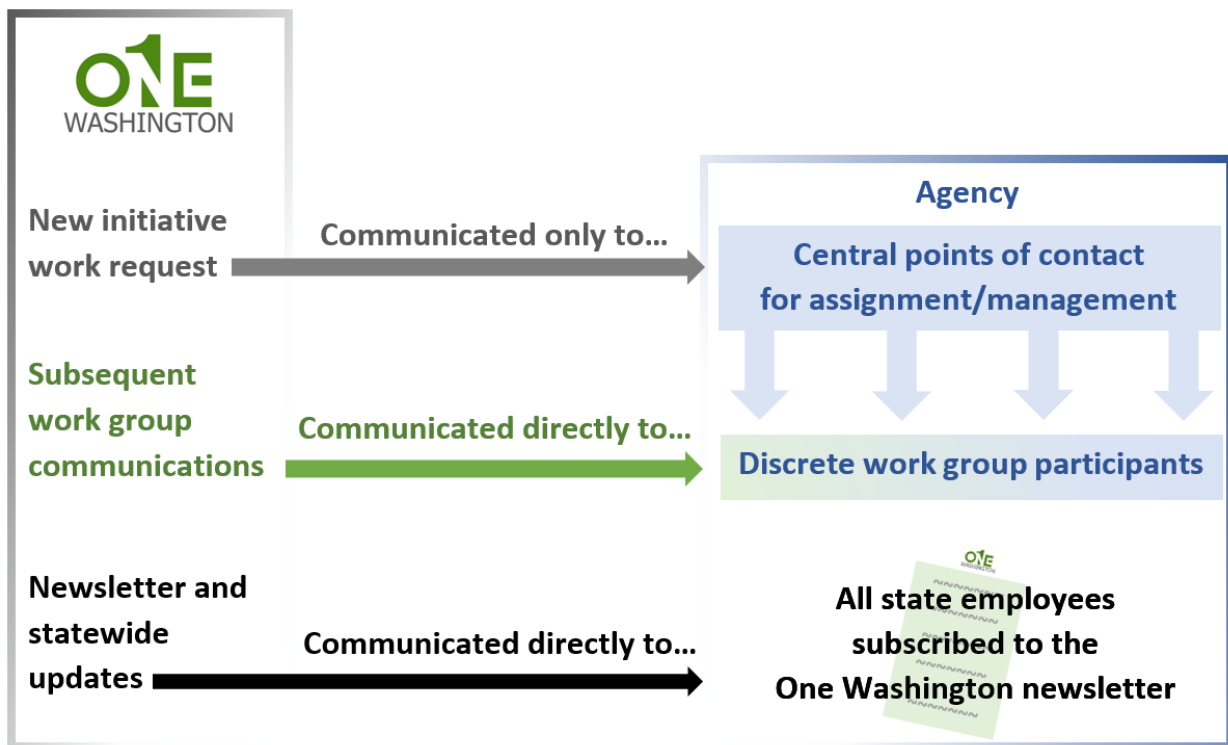 ONE
WASHINGTON
New initiative
work request
Communicated only to...
Agency
Central points of contact
for assignment/management
Subsequent
work group
communications
Communicated directly to...
Discrete work group participants
Newsletter and
statewide
updates
Communicated directly to...
ONE
WASHINGTON
All state employees
subscribed to the
One Washington newsletter